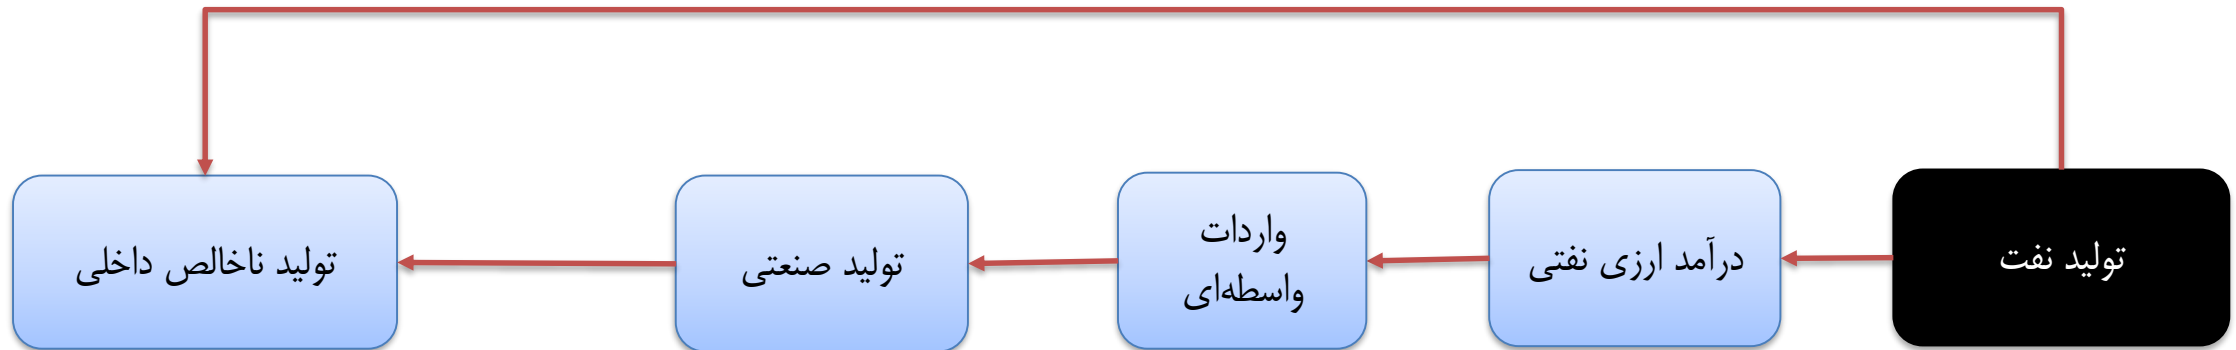 تولید نفت
درآمد ارزی نفتی
واردات
واسطه‌ای
تولید صنعتی
تولید ناخالص داخلی